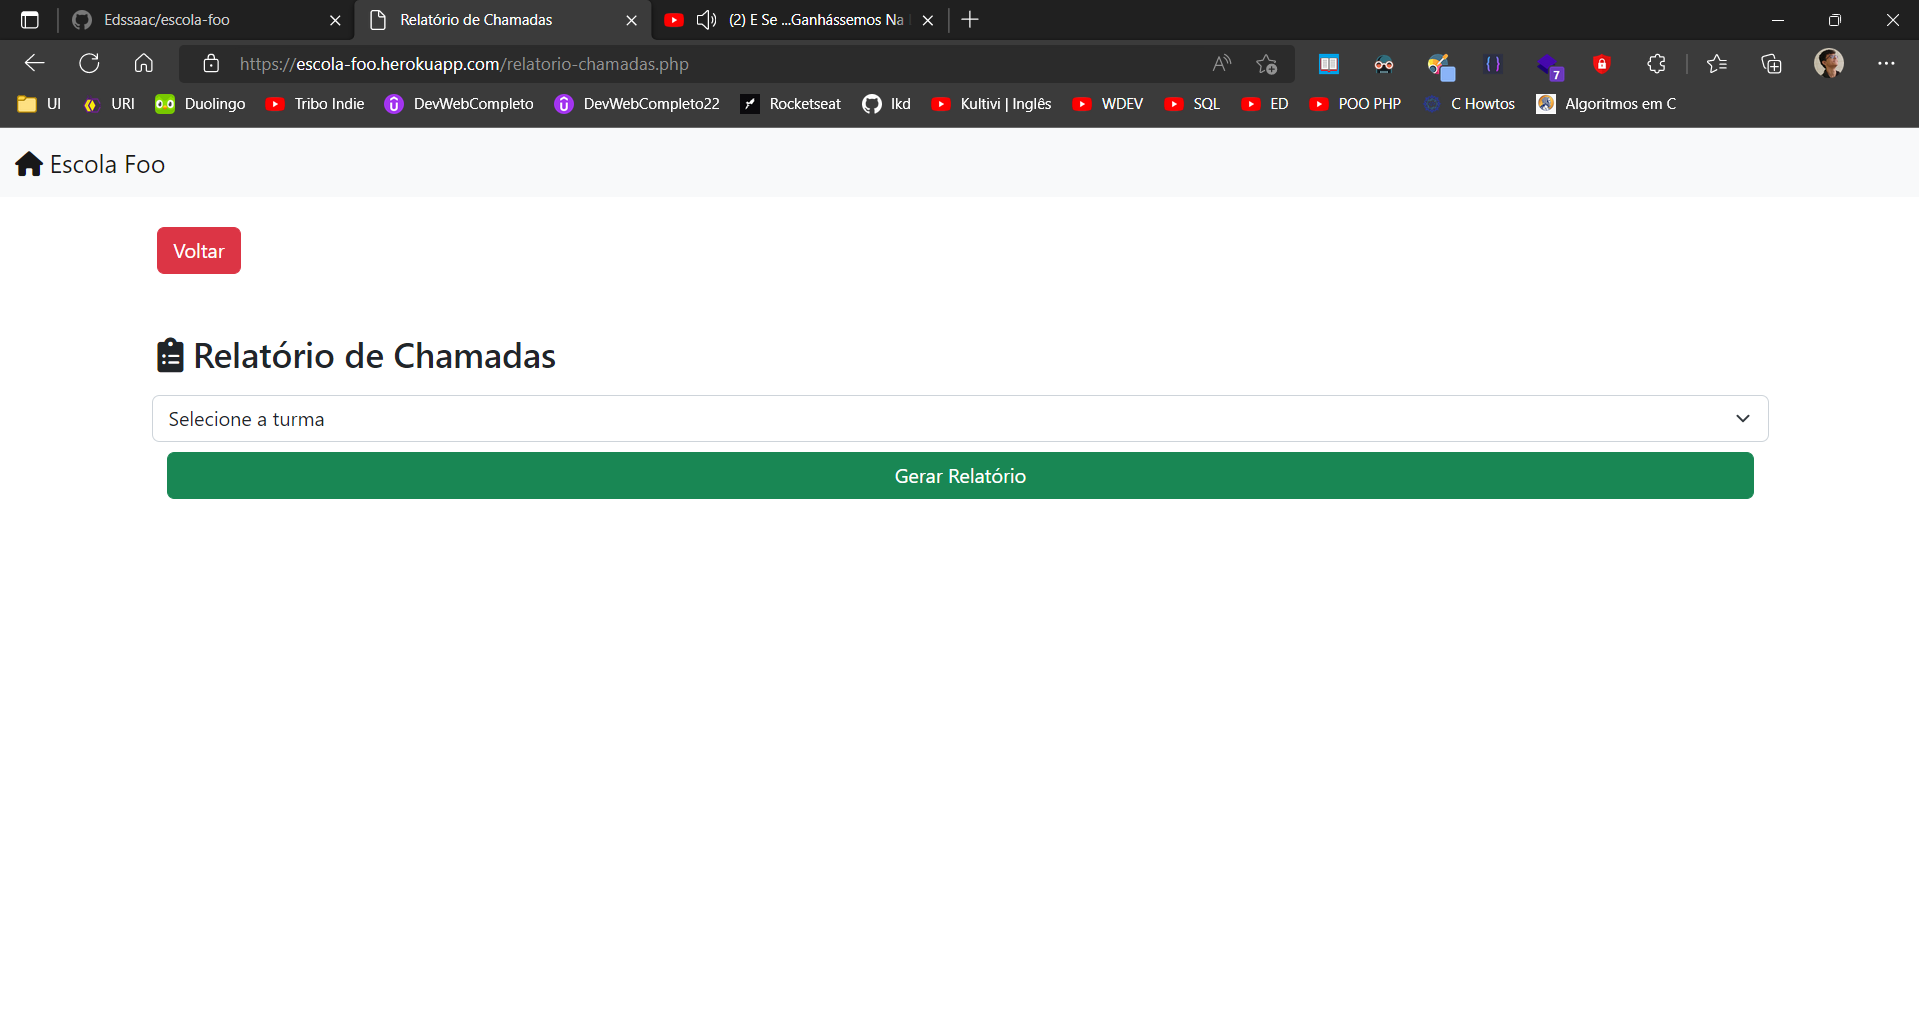 Edssaac/escola-foo
Relatório de Chamadas
(2) E Se ...Ganhássemos Na
https://escola-foo.herokuapp.com/relatorio-chamadas.php
7
UI
URI
Duolingo
Tribo Indie
DevWebCompleto
DevWebCompleto22
Rocketseat
lkd
Kultivi | Inglês
WDEV
SQL
ED
POO PHP
C Howtos
Algoritmos em C
Escola Foo
Voltar
Relatório de Chamadas
Selecione a turma
Gerar Relatório